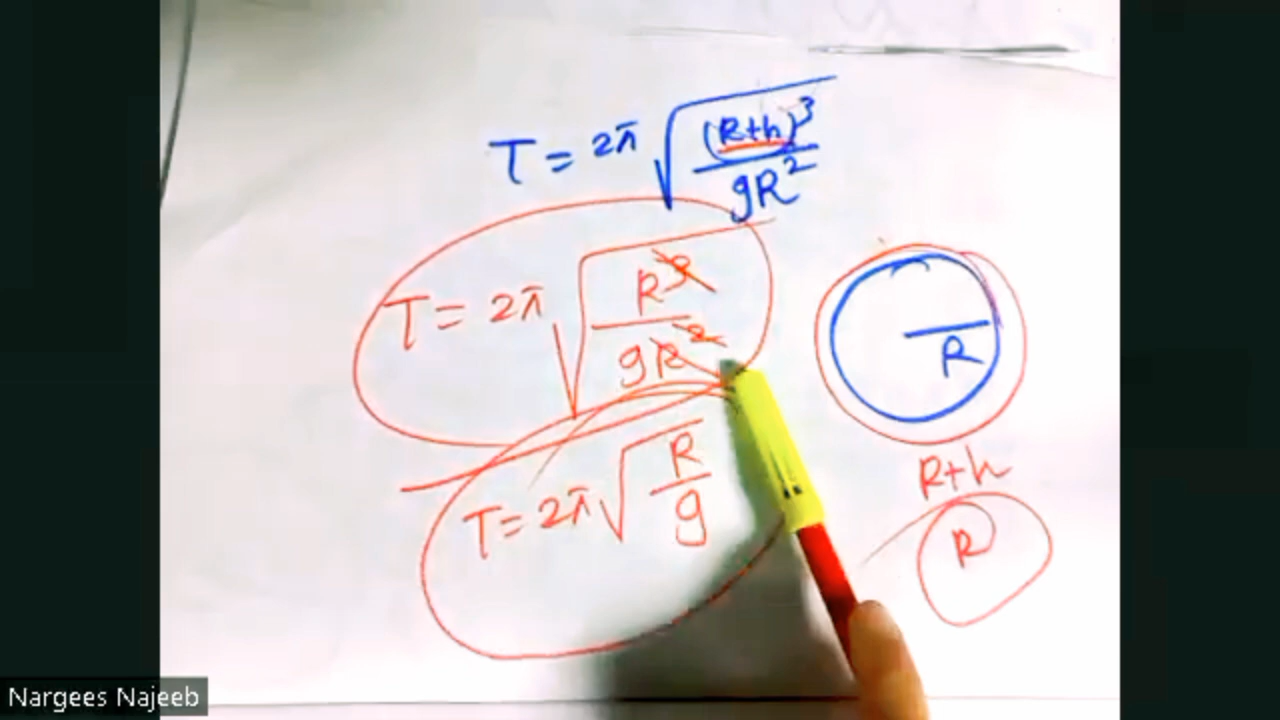 T = 2π √((R+h)³/gR²)
T = 2π √(R³/gR²)
R
T = 2π √(R/g)
R+h
R
Nargees Najeeb